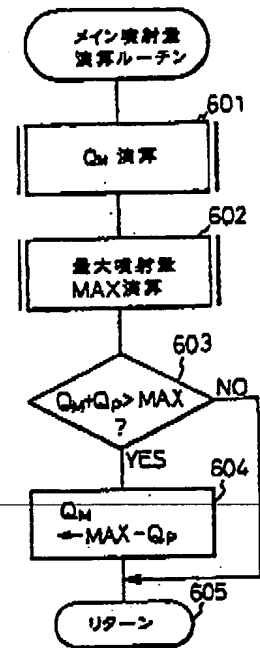 メイン噴射量
演算ルーチン
601
QM 演算
602
最大噴射量
MAX演算
603
QM+QP>MAX
?
NO
YES
604
QM
←MAX-QP
605
リターン